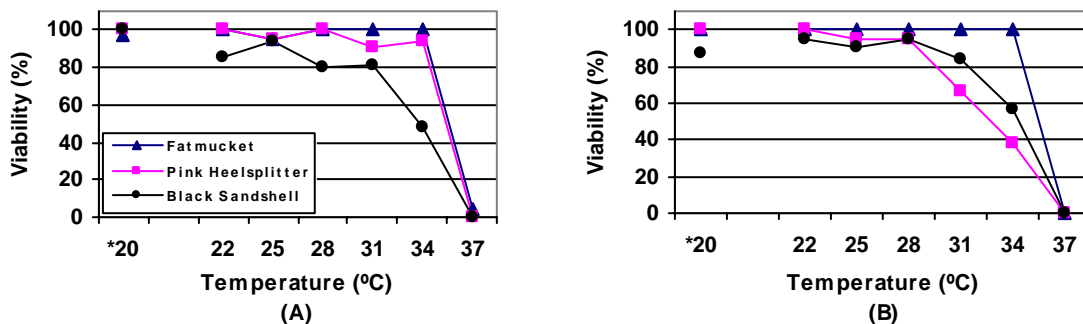 Viability (%)
100
80
60
40
20
0
Fatmucket
Pink Heelsplitter
Black Sandshell
*20 22 25 28 31 34 37
Temperature (ºC)
(A)
Viability (%)
100
80
60
40
20
0
*20 22 25 28 31 34 37
Temperature (ºC)
(B)